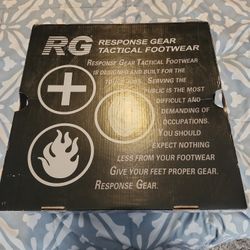 RG RESPONSE GEAR
TACTICAL FOOTWEAR
RESPONSE GEAR TACTICAL FOOTWEAR
IS DESIGNED AND BUILT FOR THE
TOUGH JOBS. SERVING THE
PUBLIC IS THE MOST
DIFFICULT AND
DEMANDING OF
OCCUPATIONS.
YOU SHOULD
EXPECT NOTHING
LESS FROM YOUR FOOTWEAR
GIVE YOUR FEET PROPER GEAR.
RESPONSE GEAR.